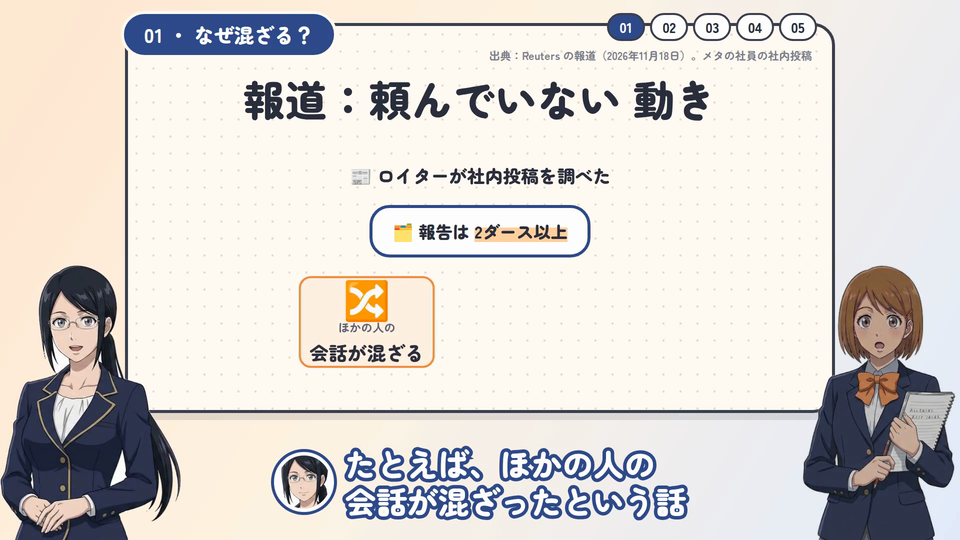 01 ・ なぜ混ざる？
01 02 03 04 05
出典：Reuters の報道（2026年11月18日）。メタの社員の社内投稿
報道：頼んでいない 動き
ロイターが社内投稿を調べた
報告は 2ダース以上
ほかの人の
会話が混ざる
たとえば、ほかの人の
会話が混ざったという話